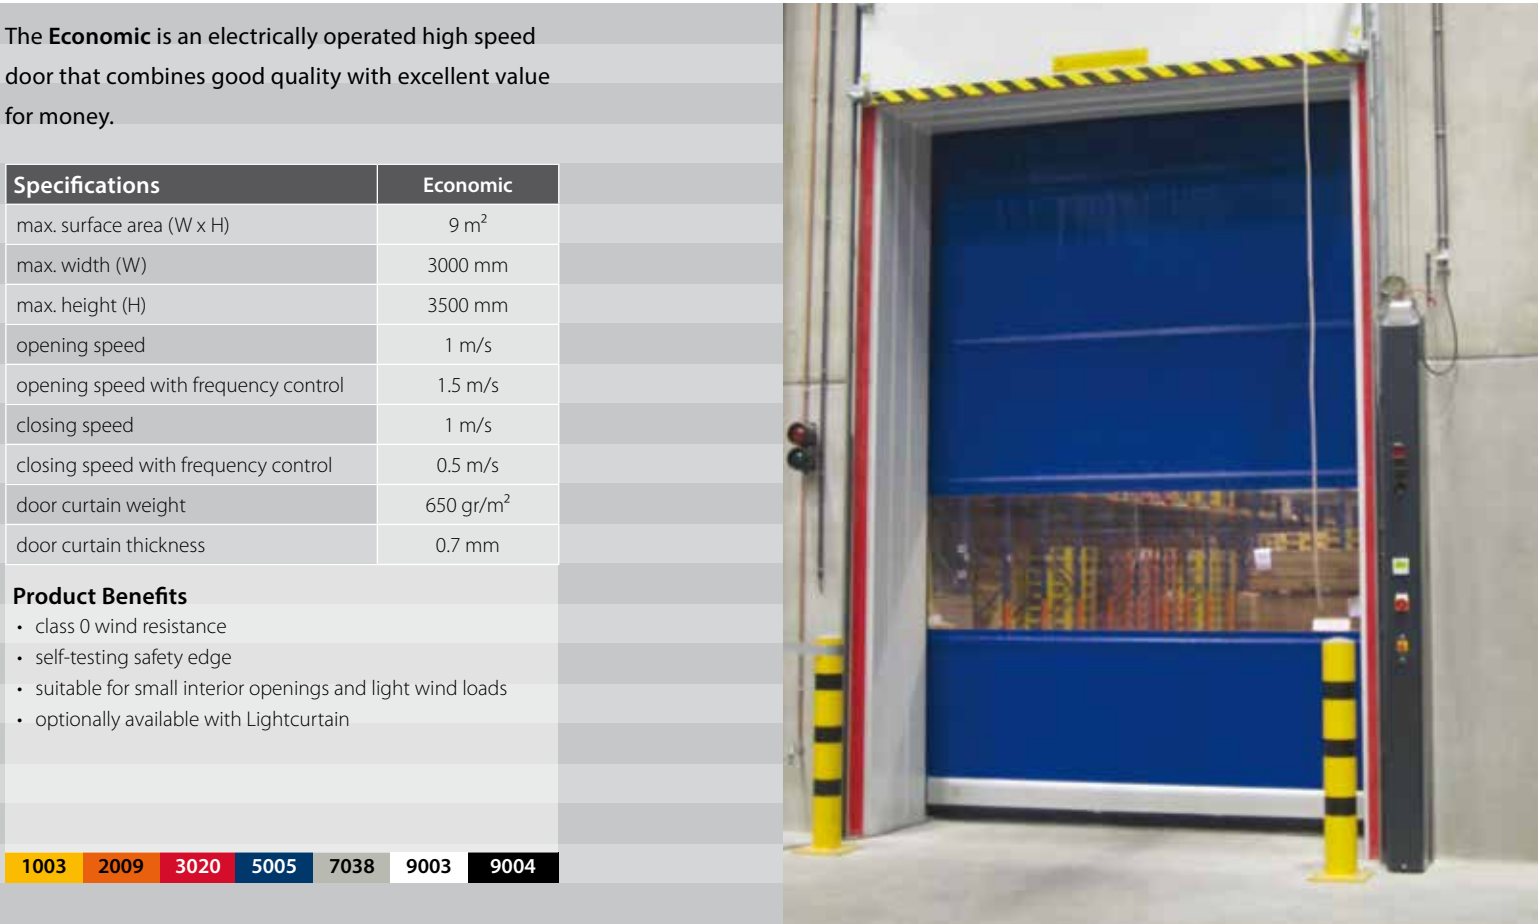 The Economic is an electrically operated high speed
door that combines good quality with excellent value
for money.
Specifications Economic
max. surface area (W x H) 9 m²
max. width (W) 3000 mm
max. height (H) 3500 mm
opening speed 1 m/s
opening speed with frequency control 1.5 m/s
closing speed 1 m/s
closing speed with frequency control 0.5 m/s
door curtain weight 650 gr/m²
door curtain thickness 0.7 mm
Product Benefits
• class 0 wind resistance
• self-testing safety edge
• suitable for small interior openings and light wind loads
• optionally available with Lightcurtain
1003 2009 3020 5005 7038 9003 9004